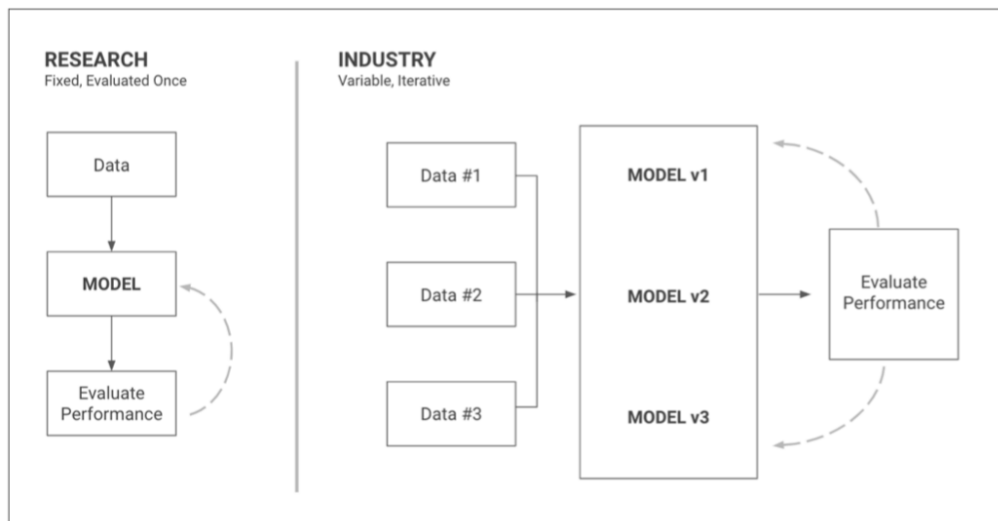 RESEARCH
Fixed, Evaluated Once
Data
MODEL
Evaluate
Performance
INDUSTRY
Variable, Iterative
Data #1
Data #2
Data #3
MODEL v1
MODEL v2
MODEL v3
Evaluate
Performance